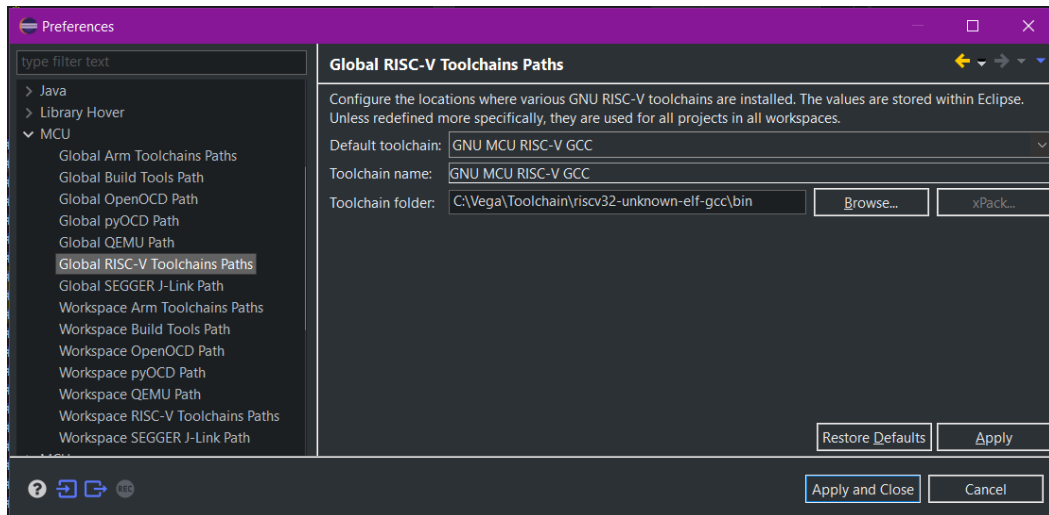 Preferences
type filter text
Java
Library Hover
MCU
Global Arm Toolchains Paths
Global Build Tools Path
Global OpenOCD Path
Global pyOCD Path
Global QEMU Path
Global RISC-V Toolchains Paths
Global SEGGER J-Link Path
Workspace Arm Toolchains Paths
Workspace Build Tools Path
Workspace OpenOCD Path
Workspace pyOCD Path
Workspace QEMU Path
Workspace RISC-V Toolchains Paths
Workspace SEGGER J-Link Path
Global RISC-V Toolchains Paths
Configure the locations where various GNU RISC-V toolchains are installed. The values are stored within Eclipse.
Unless redefined more specifically, they are used for all projects in all workspaces.
Default toolchain: GNU MCU RISC-V GCC
Toolchain name: GNU MCU RISC-V GCC
Toolchain folder: C:\Vega\Toolchain\riscv32-unknown-elf-gcc\bin Browse... xPack...
Restore Defaults Apply
? REC Apply and Close Cancel